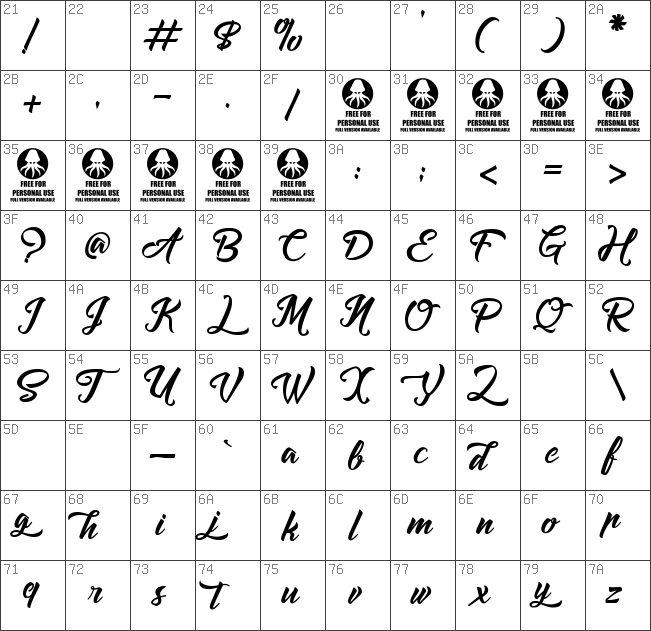 21 22 23 24 25 26 27 28 29 2A
/ # $ % ' ( ) *
2B 2C 2D 2E 2F 30 31 32 33 34
+ , - . / FREE FOR PERSONAL USE FULL VERSION AVAILABLE FREE FOR PERSONAL USE FULL VERSION AVAILABLE FREE FOR PERSONAL USE FULL VERSION AVAILABLE FREE FOR PERSONAL USE FULL VERSION AVAILABLE FREE FOR PERSONAL USE FULL VERSION AVAILABLE
35 36 37 38 39 3A 3B 3C 3D 3E
FREE FOR PERSONAL USE FULL VERSION AVAILABLE FREE FOR PERSONAL USE FULL VERSION AVAILABLE FREE FOR PERSONAL USE FULL VERSION AVAILABLE FREE FOR PERSONAL USE FULL VERSION AVAILABLE FREE FOR PERSONAL USE FULL VERSION AVAILABLE : ; < = >
3F 40 41 42 43 44 45 46 47 48
? @ A B C D E F G H
49 4A 4B 4C 4D 4E 4F 50 51 52
I J K L M N O P Q R
53 54 55 56 57 58 59 5A 5B 5C
S T U V W X Y Z \
5D 5E 5F 60 61 62 63 64 65 66
_ ` a b c d e f
67 68 69 6A 6B 6C 6D 6E 6F 70
g h i j k l m n o p
71 72 73 74 75 76 77 78 79 7A
q r s t u v w x y z